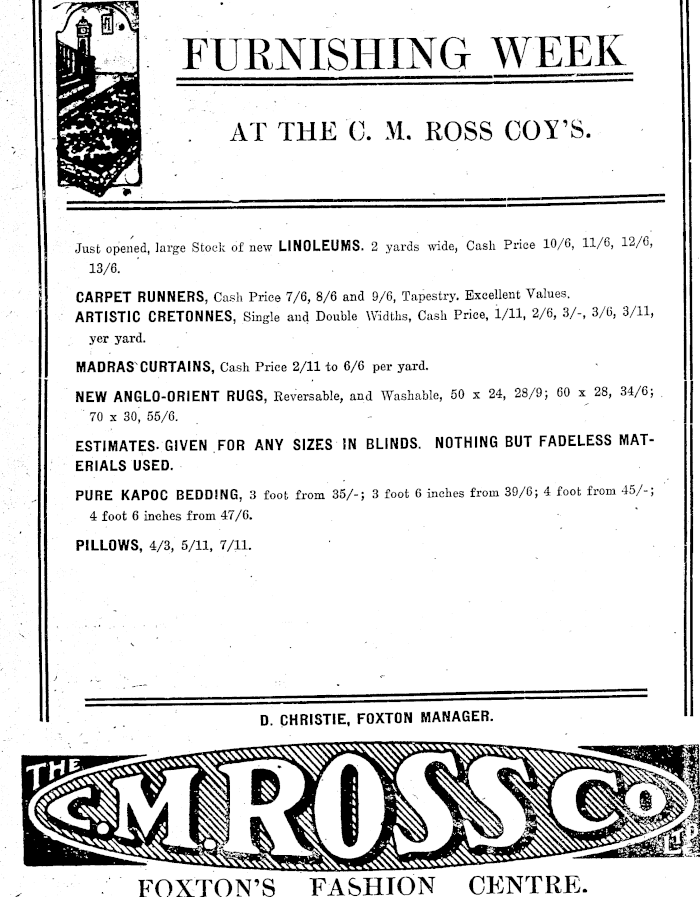 FURNISHING WEEK
AT THE C. M. ROSS COY'S.
Just opened, large Stock of new LINOLEUMS. 2 yards wide, Cash Price 10/6, 11/6, 12/6,
13/6.
CARPET RUNNERS, Cash Price 7/6, 8/6 and 9/6, Tapestry. Excellent Values.
ARTISTIC CRETONNES, Single and Double Widths, Cash Price, 1/11, 2/6, 3/-, 3/6, 3/11,
yer yard.
MADRAS CURTAINS, Cash Price 2/11 to 6/6 per yard.
NEW ANGLO-ORIENT RUGS, Reversable, and Washable, 50 x 24, 28/9; 60 x 28, 34/6;
70 x 30, 55/6.
ESTIMATES GIVEN FOR ANY SIZES IN BLINDS. NOTHING BUT FADELESS MAT-
ERIALS USED.
PURE KAPOC BEDDING, 3 foot from 35/-; 3 foot 6 inches from 39/6; 4 foot from 45/-;
4 foot 6 inches from 47/6.
PILLOWS, 4/3, 5/11, 7/11.
D. CHRISTIE, FOXTON MANAGER.
THE
C.M. ROSS CO
LT
FOXTON'S FASHION CENTRE.